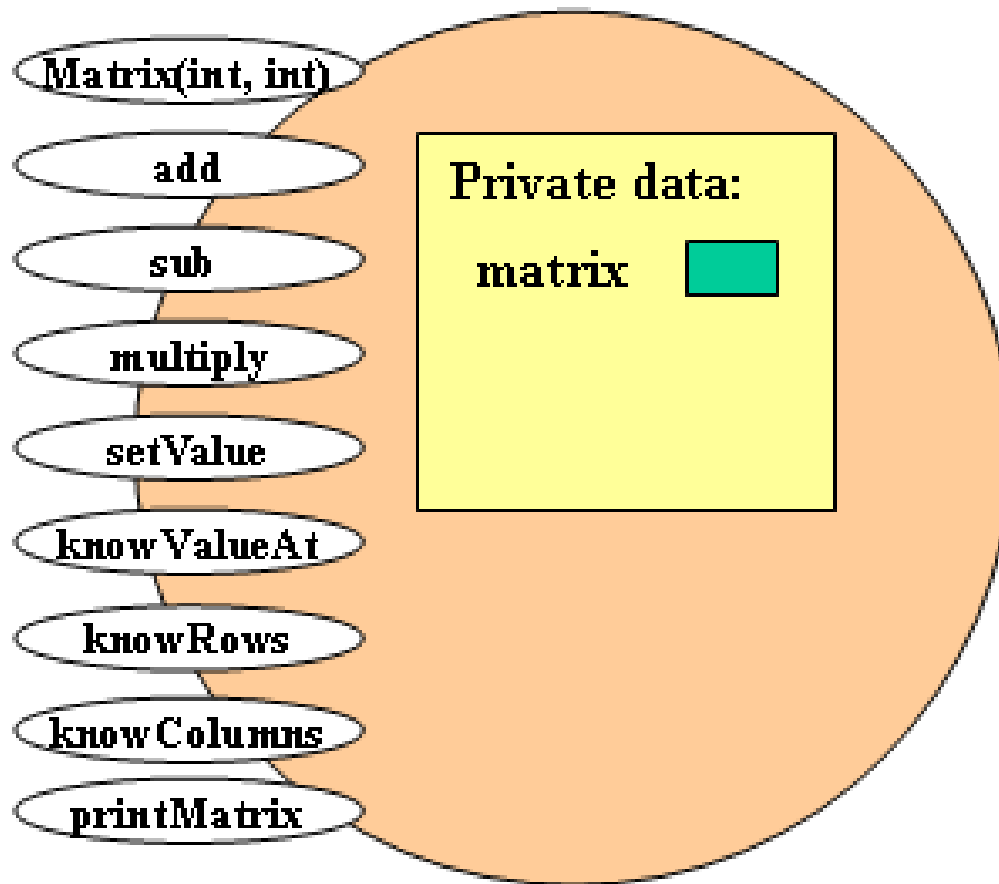 Matrix(int, int)
add
sub
multiply
setValue
knowValueAt
knowRows
knowColumns
printMatrix
Private data:
matrix